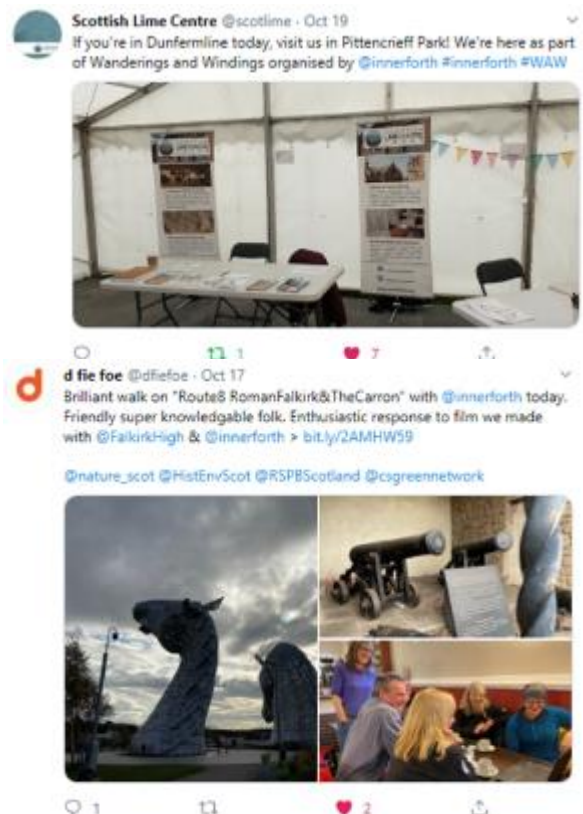 Scottish Lime Centre @scotlime · Oct 19
If you're in Dunfermline today, visit us in Pittencrieff Park! We're here as part
of Wanderings and Windings organised by @innerforth #innerforth #WAW
1
7
d fie foe @dfiefoe · Oct 17
Brilliant walk on "Route8 RomanFalkirk&TheCarron" with @innerforth today.
Friendly super knowledgable folk. Enthusiastic response to film we made
with @FalkirkHigh & @innerforth > bit.ly/2AMHW59
@nature_scot @HistEnvScot @RSPBScotland @csgreennetwork
1
2